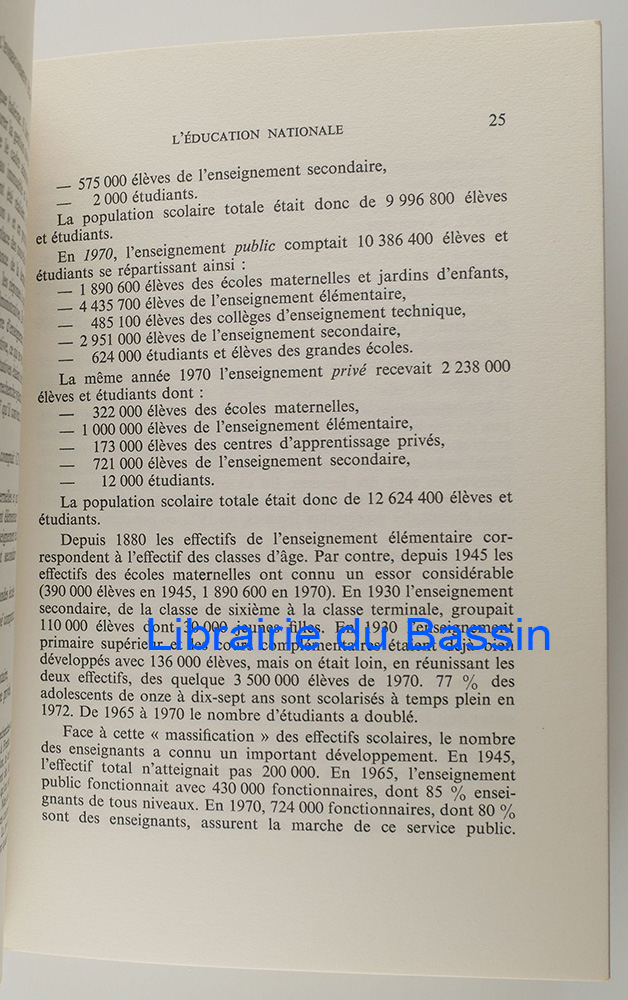 L'ÉDUCATION NATIONALE 25
— 575 000 élèves de l'enseignement secondaire,
— 2 000 étudiants.
La population scolaire totale était donc de 9 996 800 élèves
et étudiants.
En 1970, l'enseignement public comptait 10 386 400 élèves et
étudiants se répartissant ainsi :
— 1 890 600 élèves des écoles maternelles et jardins d'enfants,
— 4 435 700 élèves de l'enseignement élémentaire,
— 485 100 élèves des collèges d'enseignement technique,
— 2 951 000 élèves de l'enseignement secondaire,
— 624 000 étudiants et élèves des grandes écoles.
La même année 1970 l'enseignement privé recevait 2 238 000
élèves et étudiants dont :
— 322 000 élèves des écoles maternelles,
— 1 000 000 élèves de l'enseignement élémentaire,
— 173 000 élèves des centres d'apprentissage privés,
— 721 000 élèves de l'enseignement secondaire,
— 12 000 étudiants.
La population scolaire totale était donc de 12 624 400 élèves et
étudiants.
Depuis 1880 les effectifs de l'enseignement élémentaire cor-
respondent à l'effectif des classes d'âge. Par contre, depuis 1945 les
effectifs des écoles maternelles ont connu un essor considérable
(390 000 élèves en 1945, 1 890 600 en 1970). En 1930 l'enseignement
secondaire, de la classe de sixième à la classe terminale, groupait
110 000 élèves dont jeunes filles. En 1930 l'enseignement
primaire supérieur et les cours complémentaires étaient déjà bien
développés avec 136 000 élèves, mais on était loin, en réunissant les
deux effectifs, des quelque 3 500 000 élèves de 1970. 77 % des
adolescents de onze à dix-sept ans sont scolarisés à temps plein en
1972. De 1965 à 1970 le nombre d'étudiants a doublé.
Face à cette « massification » des effectifs scolaires, le nombre
des enseignants a connu un important développement. En 1945,
l'effectif total n'atteignait pas 200 000. En 1965, l'enseignement
public fonctionnait avec 430 000 fonctionnaires, dont 85 % ensei-
gnants de tous niveaux. En 1970, 724 000 fonctionnaires, dont 80 %
sont des enseignants, assurent la marche de ce service public.
Librairie du Bassin